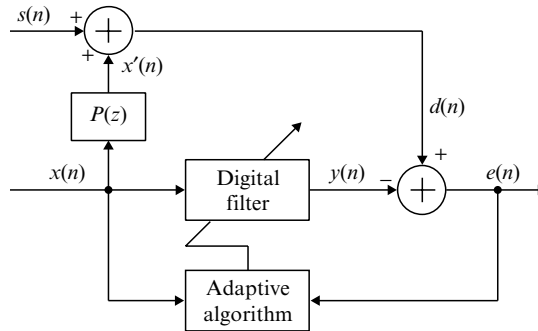 s(n)
+
+
+
x′(n)
P(z)
d(n)
x(n)
Digital
filter
y(n)
−
+
+
e(n)
Adaptive
algorithm